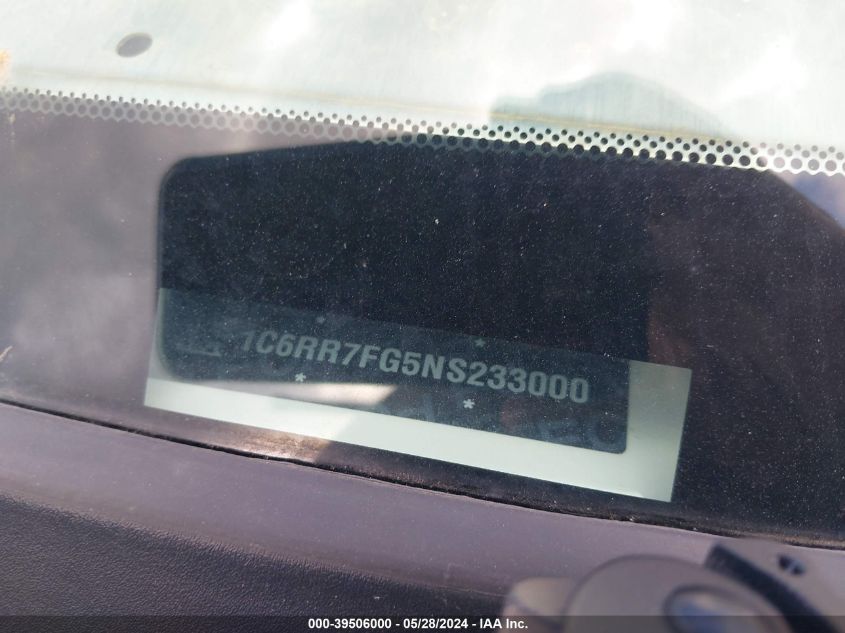 1C6RR7FG5NS233000
000-39506000 — 05/28/2024 — IAA Inc.